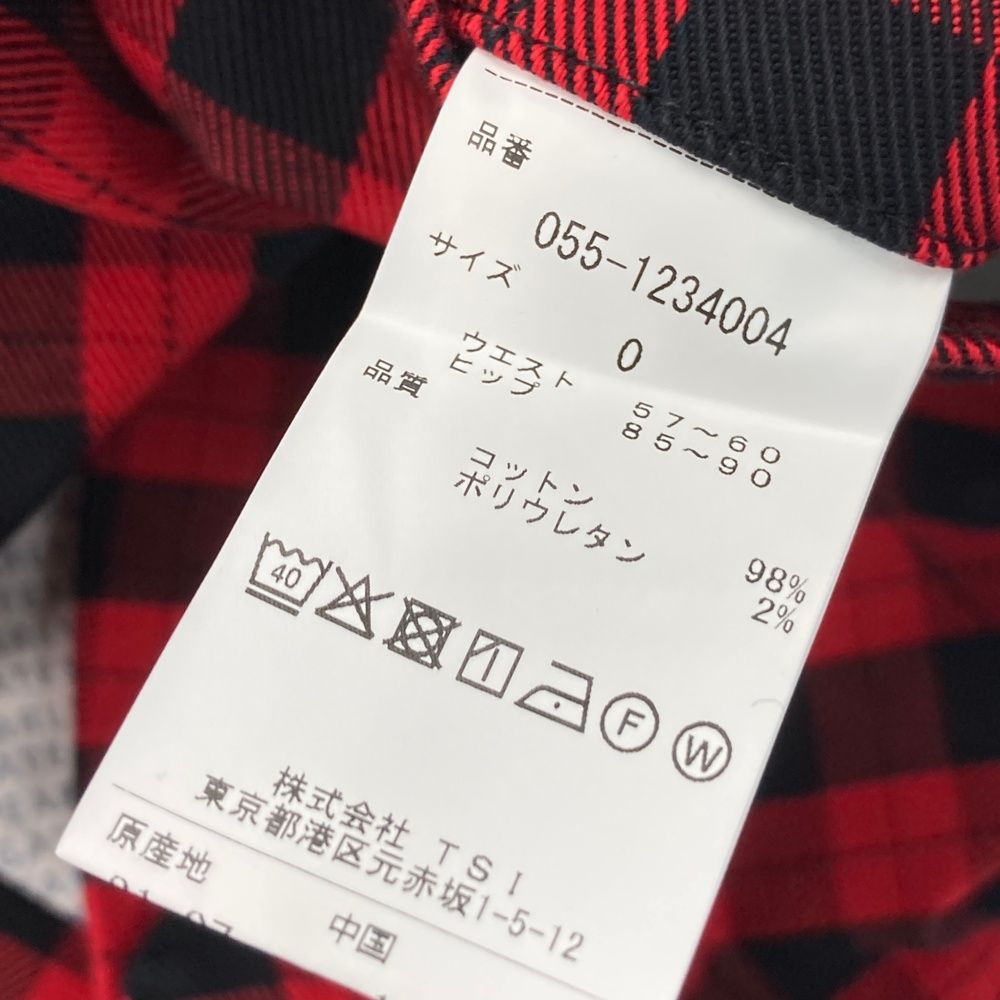 品番
055-1234004
サイズ
0
ウエスト 57～60
ヒップ 85～90
品質
コットン 98%
ポリウレタン 2%
40
F W
株式会社 TSI
東京都港区元赤坂1-5-12
原産地
中国